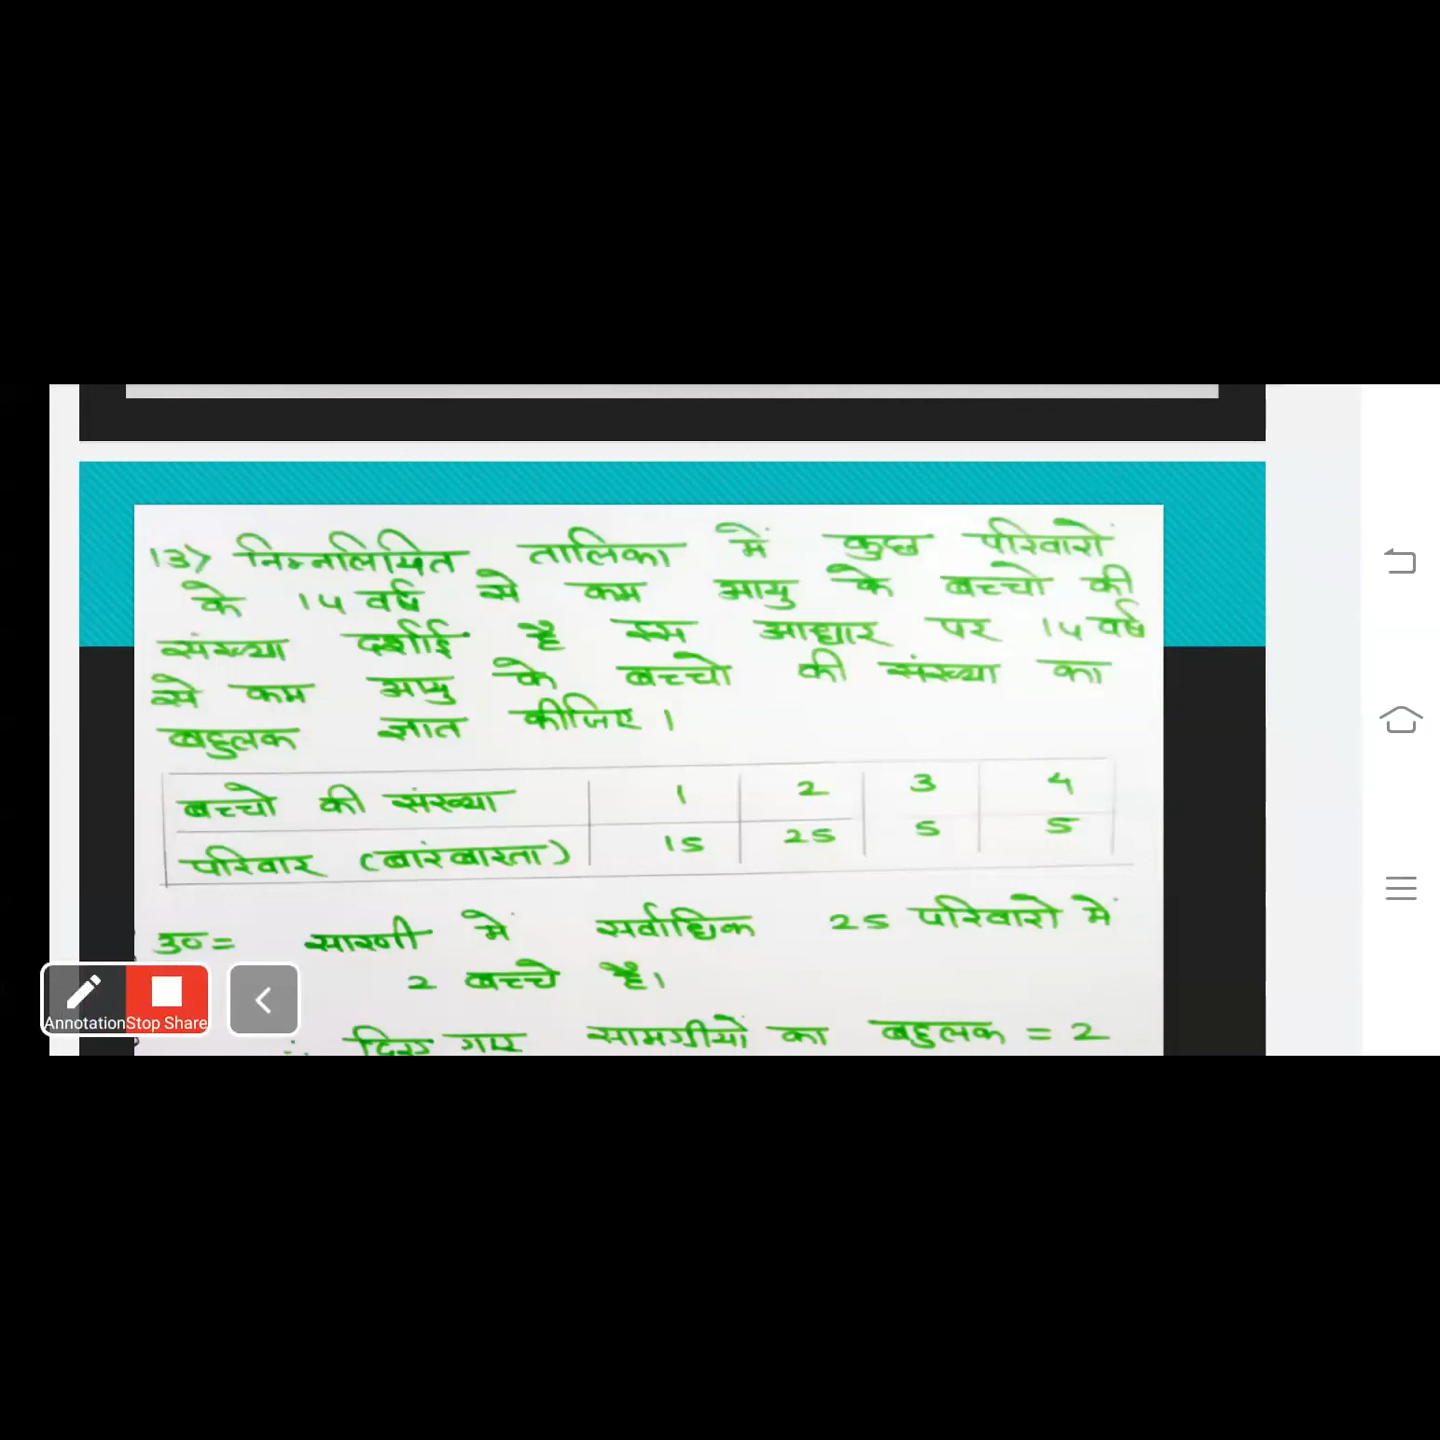 13> निम्नलिखित तालिका में कुछ परिवारों
के 14 वर्ष से कम आयु के बच्चो की
संख्या दर्शाई है इस आधार पर 14 वर्ष
से कम आयु के बच्चो की संख्या का
बहुलक ज्ञात कीजिए।
बच्चो की संख्या 1 2 3 4
परिवार (बारंबारता) 15 25 5 5
उ०= सारणी में सर्वाधिक 25 परिवारो में
2 बच्चे है।
∴ दिए गए सामग्रीयो का बहुलक = 2
Annotation Stop Share